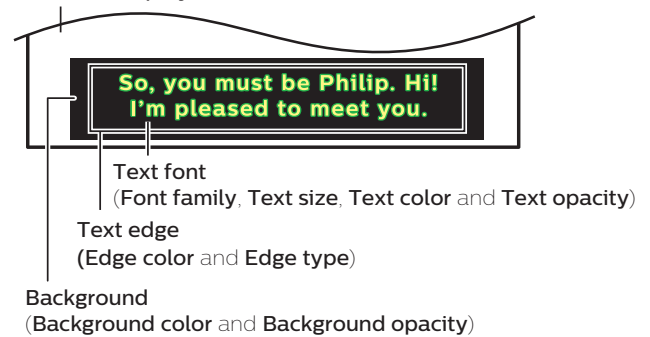 So, you must be Philip. Hi!
I'm pleased to meet you.
Text font
(Font family, Text size, Text color and Text opacity)
Text edge
(Edge color and Edge type)
Background
(Background color and Background opacity)